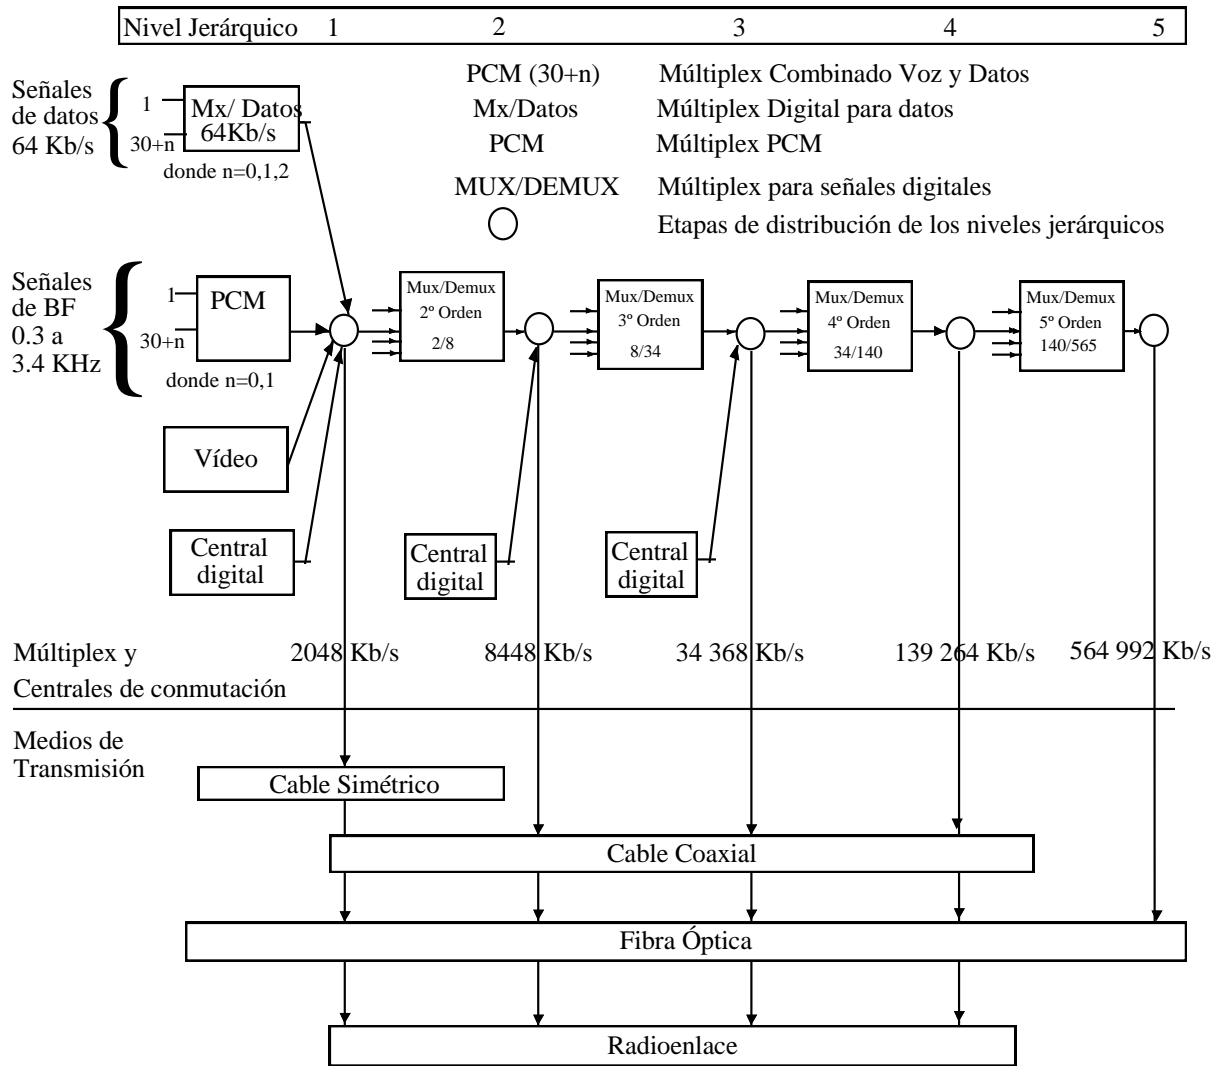 Nivel Jerárquico 1 2 3 4 5
PCM (30+n) Múltiplex Combinado Voz y Datos
Mx/Datos Múltiplex Digital para datos
PCM Múltiplex PCM
MUX/DEMUX Múltiplex para señales digitales
Etapas de distribución de los niveles jerárquicos
Señales
de datos
64 Kb/s
1
30+n
Mx/ Datos
64Kb/s
donde n=0,1,2
Señales
de BF
0.3 a
3.4 KHz
1
30+n
PCM
donde n=0,1
Mux/Demux
2º Orden
2/8
Mux/Demux
3º Orden
8/34
Mux/Demux
4º Orden
34/140
Mux/Demux
5º Orden
140/565
Vídeo
Central
digital
Central
digital
Central
digital
Múltiplex y 2048 Kb/s 8448 Kb/s 34 368 Kb/s 139 264 Kb/s 564 992 Kb/s
Centrales de conmutación
Medios de
Transmisión
Cable Simétrico
Cable Coaxial
Fibra Óptica
Radioenlace